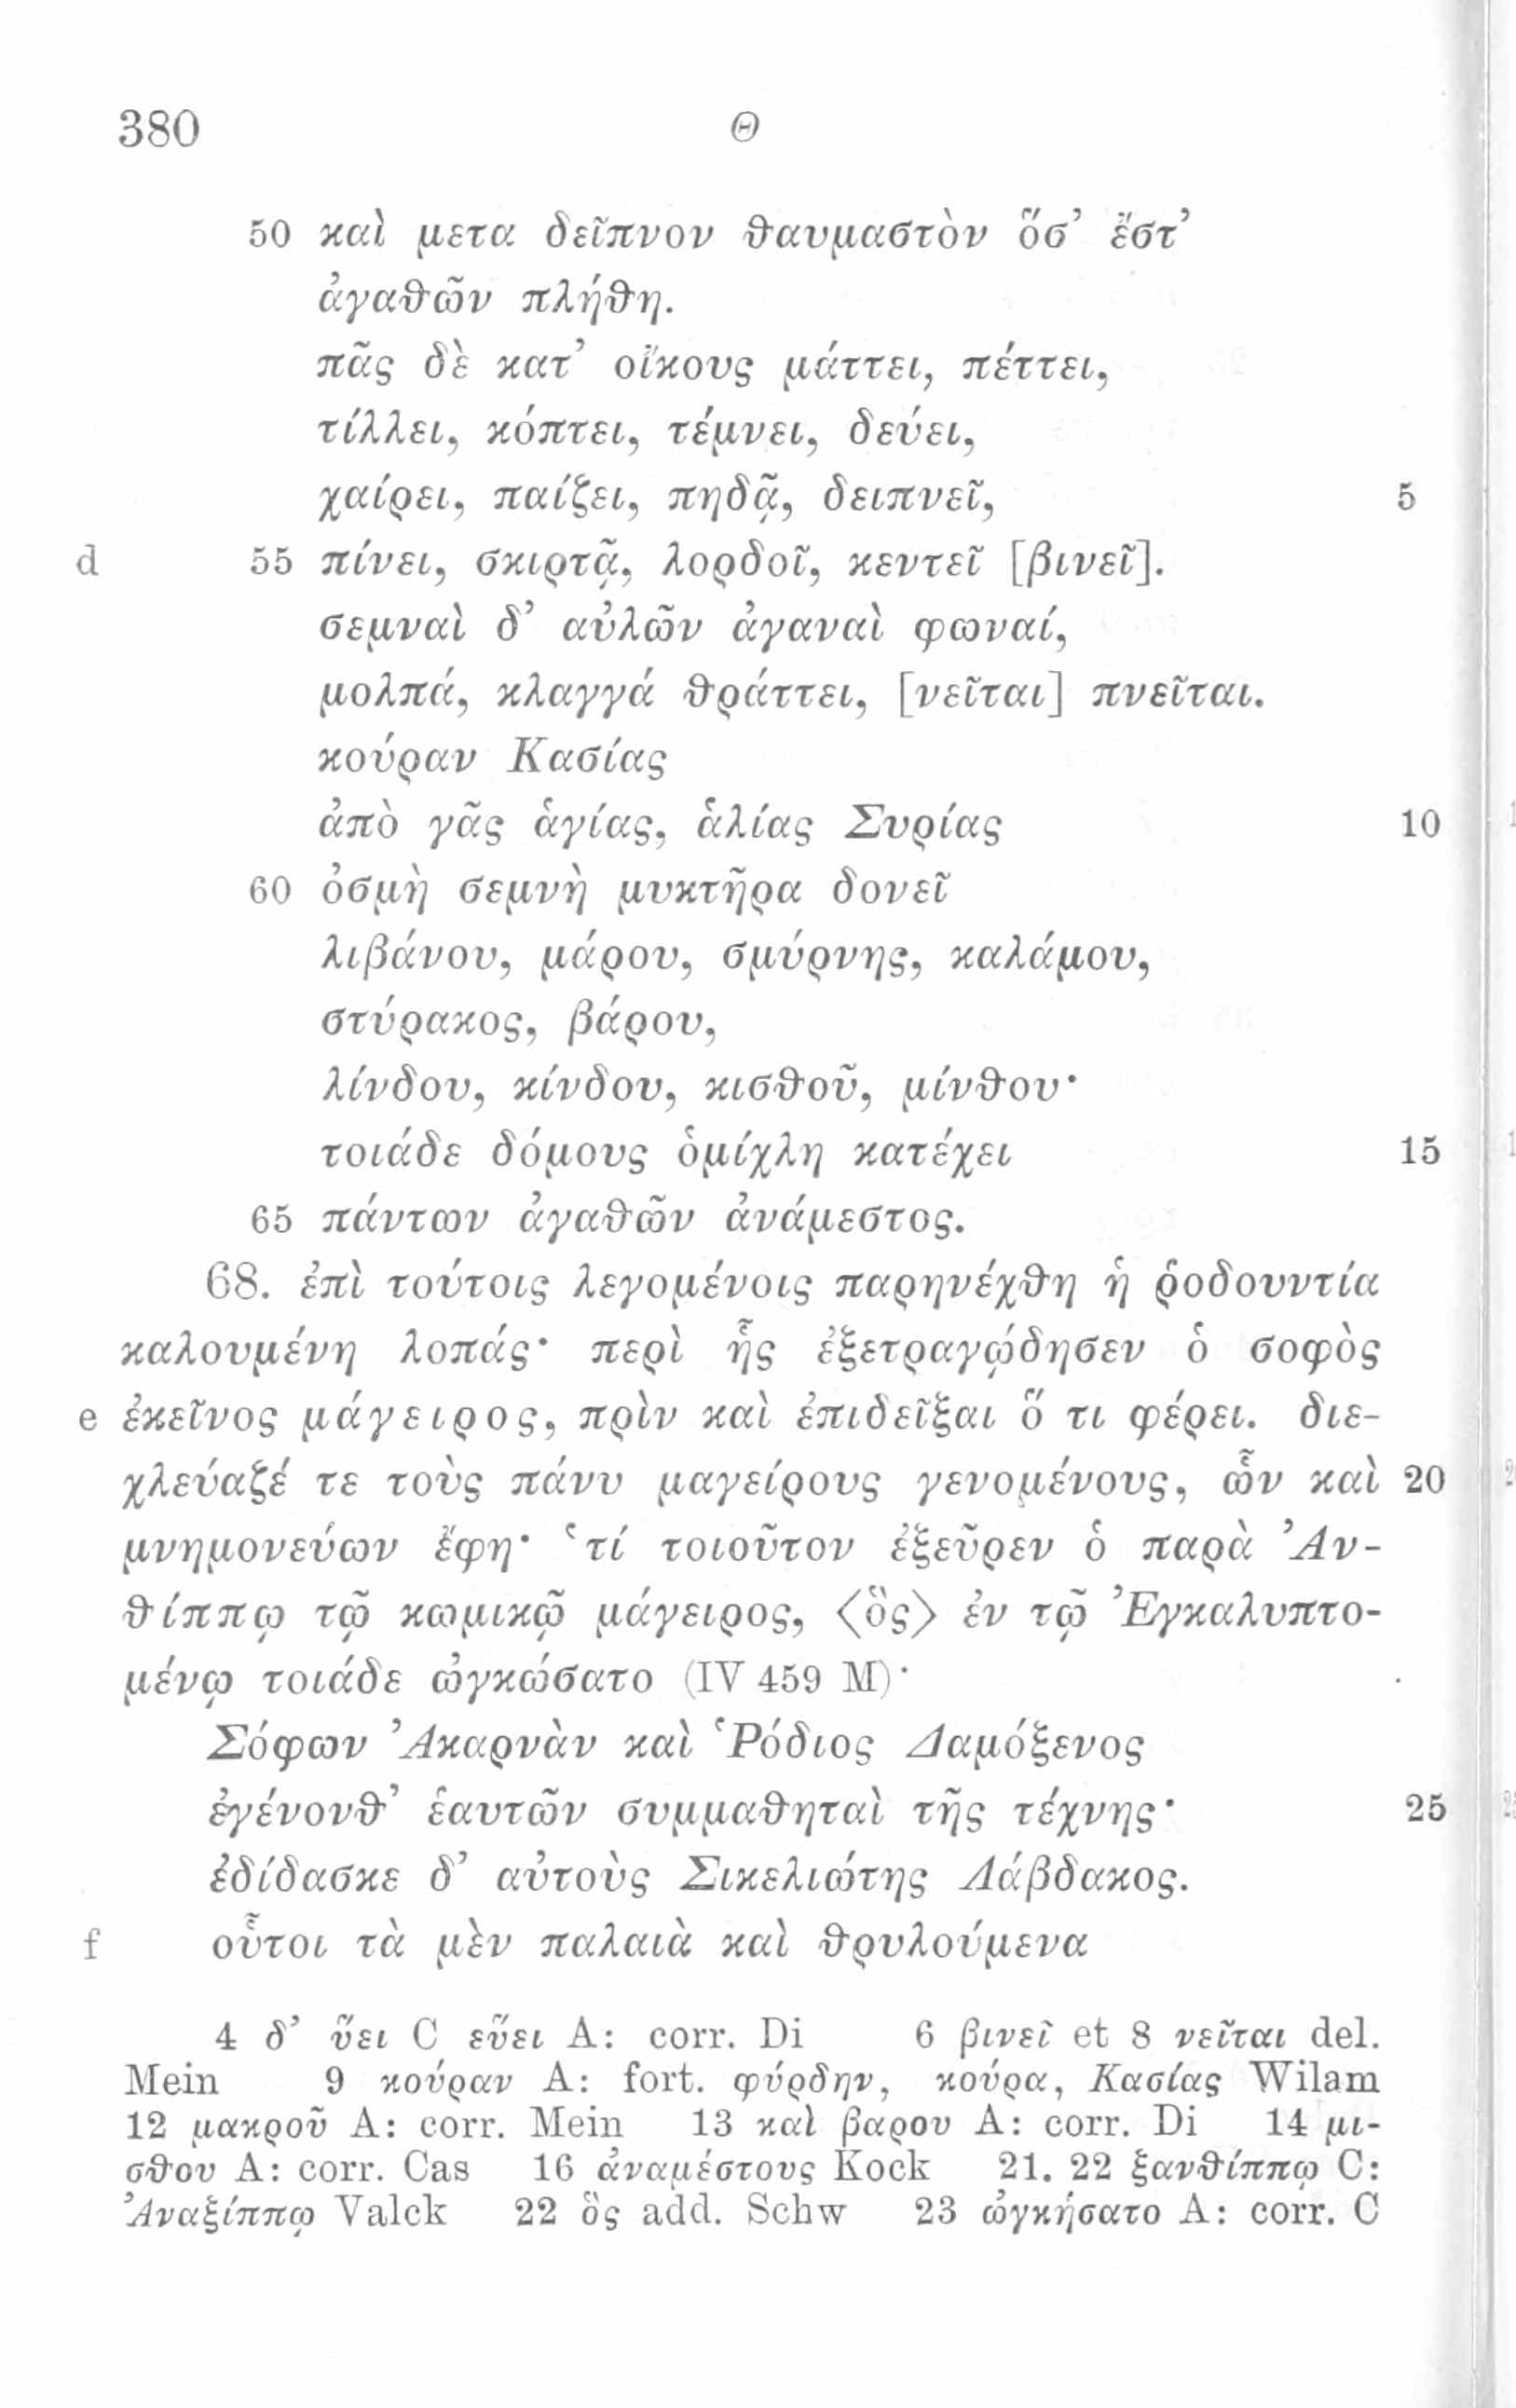 380 Θ
50 καὶ μετα δεῖπνον θαυμαστὸν ὅσ’ ἔστ’
ἀγαθῶν πλήθη.
πᾶς δὲ κατ’ οἴκους μάττει, πέττει,
τίλλει, κόπτει, τέμνει, δεύει,
χαίρει, παίζει, πηδᾷ, δειπνεῖ, 5
d 55 πίνει, σκιρτᾷ, λορδοῖ, κεντεῖ [βινεῖ].
σεμναὶ δ’ αὐλῶν ἀγαναὶ φωναί,
μολπά, κλαγγά θράττει, [νεῖται] πνεῖται.
κούραν Κασίας
ἀπὸ γᾶς ἁγίας, ἁλίας Συρίας 10
60 ὀσμὴ σεμνὴ μυκτῆρα δονεῖ
λιβάνου, μάρου, σμύρνης, καλάμου,
στύρακος, βάρου,
λίνδου, κίνδου, κισθοῦ, μίνθου·
τοιάδε δόμους ὁμίχλη κατέχει 15
65 πάντων ἀγαθῶν ἀνάμεστος.
68. ἐπὶ τούτοις λεγομένοις παρηνέχθη ἡ ῥοδουντία
καλουμένη λοπάς· περὶ ἧς ἐξετραγῴδησεν ὁ σοφὸς
e ἐκεῖνος μάγειρος, πρὶν καὶ ἐπιδεῖξαι ὅ τι φέρει. διε-
χλεύαζέ τε τοὺς πάνυ μαγείρους γενομένους, ὧν καὶ 20
μνημονεύων ἔφη· ‘τί τοιοῦτον ἐξεῦρεν ὁ παρὰ Ἀν-
θίππῳ τῷ κωμικῷ μάγειρος, ⟨ὃς⟩ ἐν τῷ Ἐγκαλυπτο-
μένῳ τοιάδε ὠγκώσατο (IV 459 M)·
Σόφων Ἀκαρνὰν καὶ Ῥόδιος Δαμόξενος
ἐγένονθ’ ἑαυτῶν συμμαθηταὶ τῆς τέχνης· 25
ἐδίδασκε δ’ αὐτοὺς Σικελιώτης Λάβδακος.
f οὗτοι τὰ μὲν παλαιὰ καὶ θρυλούμενα
4 δ’ ὕει C εὕει A: corr. Di 6 βινεῖ et 8 νεῖται del.
Mein 9 κούραν A: fort. φύρδην, κούρα, Κασίας Wilam
12 μακροῦ A: corr. Mein 13 καὶ βαρου A: corr. Di 14 μι-
σθου A: corr. Cas 16 ἀναμέστους Kock 21. 22 ξανθίππῳ C:
Ἀναξίππῳ Valck 22 ὃς add. Schw 23 ὠγκήσατο A: corr. C